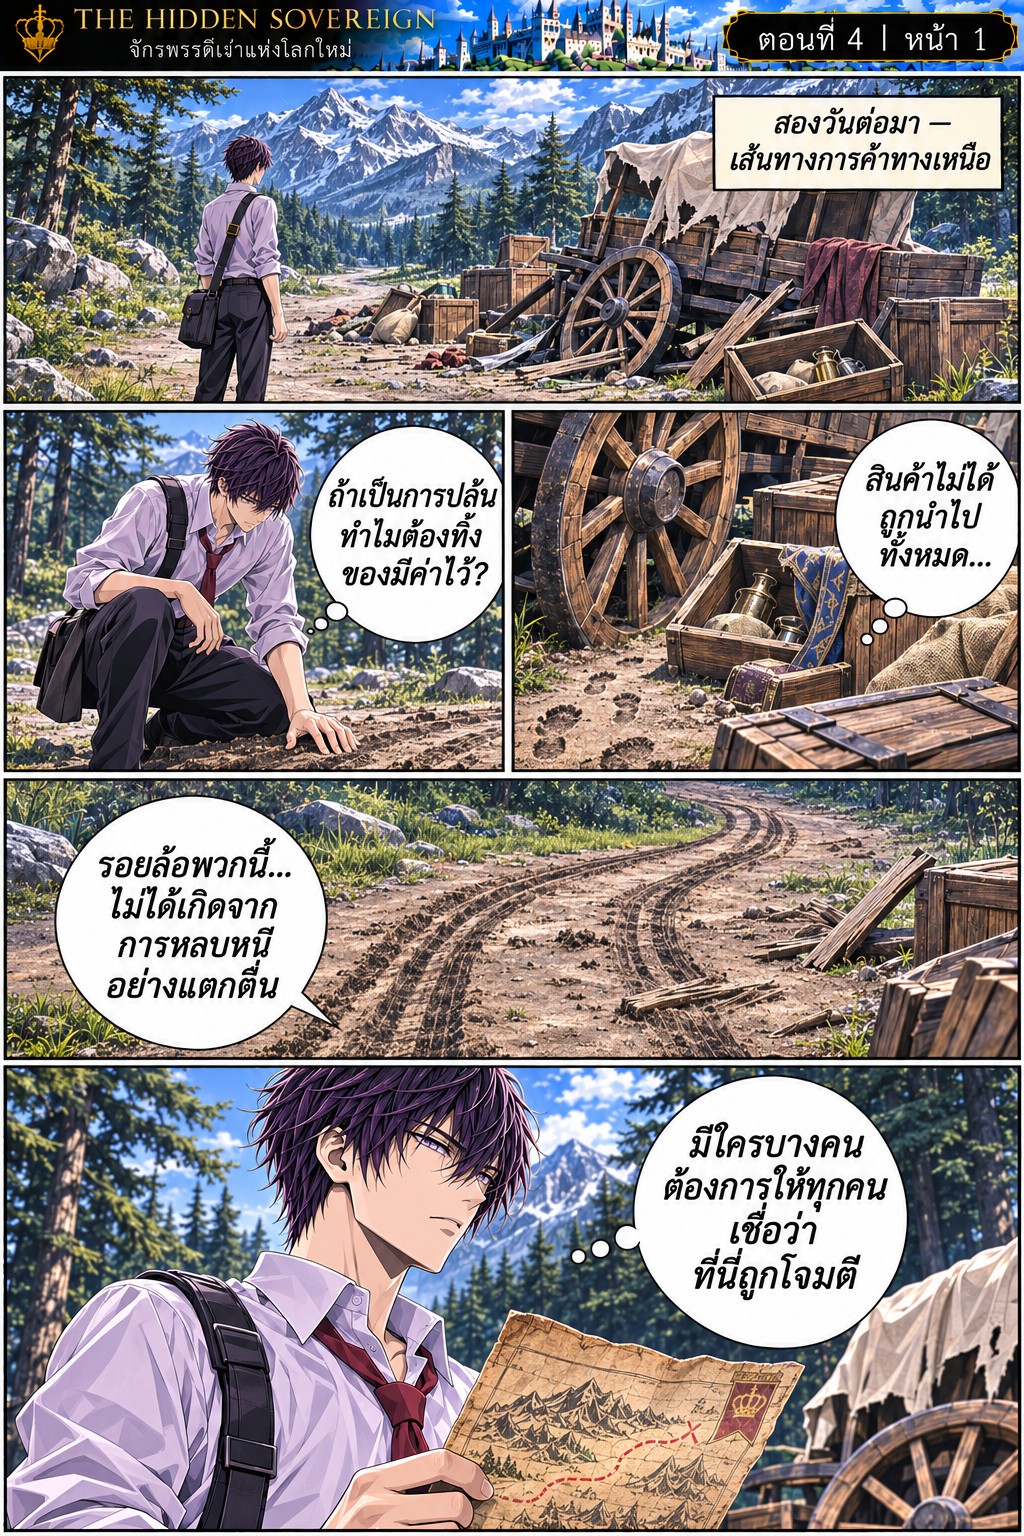 THE HIDDEN SOVEREIGN
จักรพรรดิเงาแห่งโลกใหม่
ตอนที่ 4 | หน้า 1
สองวันต่อมา —
เส้นทางการค้าทางเหนือ
ถ้าเป็นการปล้น
ทำไมต้องทิ้ง
ของมีค่าไว้?
สินค้าไม่ได้
ถูกนำไป
ทั้งหมด...
รอยล้อพวกนี้...
ไม่ได้เกิดจาก
การหลบหนี
อย่างแตกตื่น
มีใครบางคน
ต้องการให้ทุกคน
เชื่อว่า
ที่นี่ถูกโจมตี